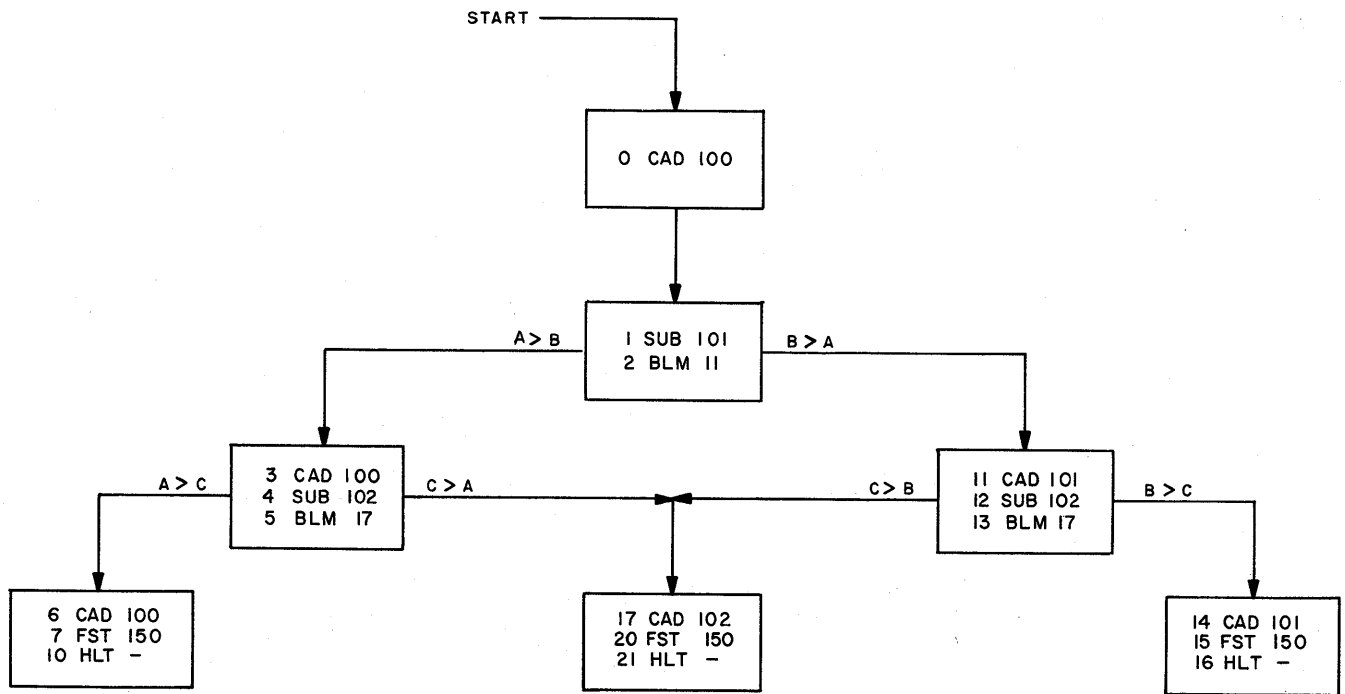 START
0 CAD 100
A > B
1 SUB 101
2 BLM 11
B > A
A > C
3 CAD 100
4 SUB 102
5 BLM 17
C > A
C > B
11 CAD 101
12 SUB 102
13 BLM 17
B > C
6 CAD 100
7 FST 150
10 HLT -
17 CAD 102
20 FST 150
21 HLT -
14 CAD 101
15 FST 150
16 HLT -